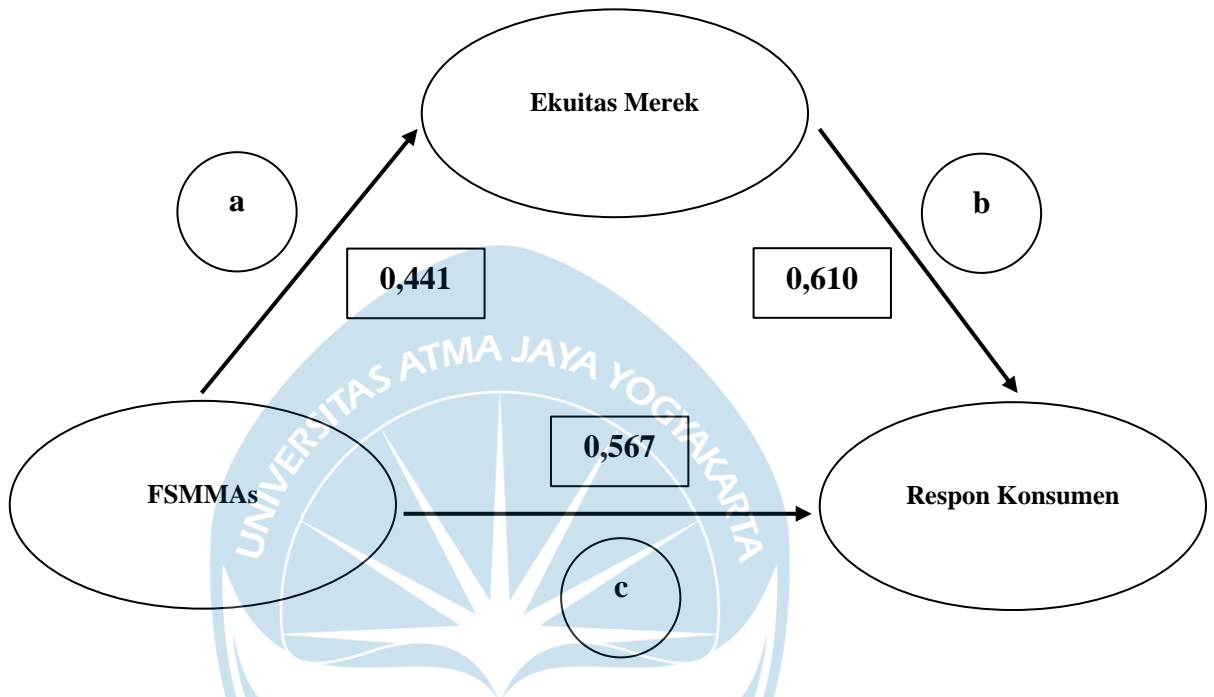 Ekuitas Merek
a
b
0,441
0,610
UNIVERSITAS ATMA JAYA YOGYAKARTA
0,567
FSMMAs
Respon Konsumen
c